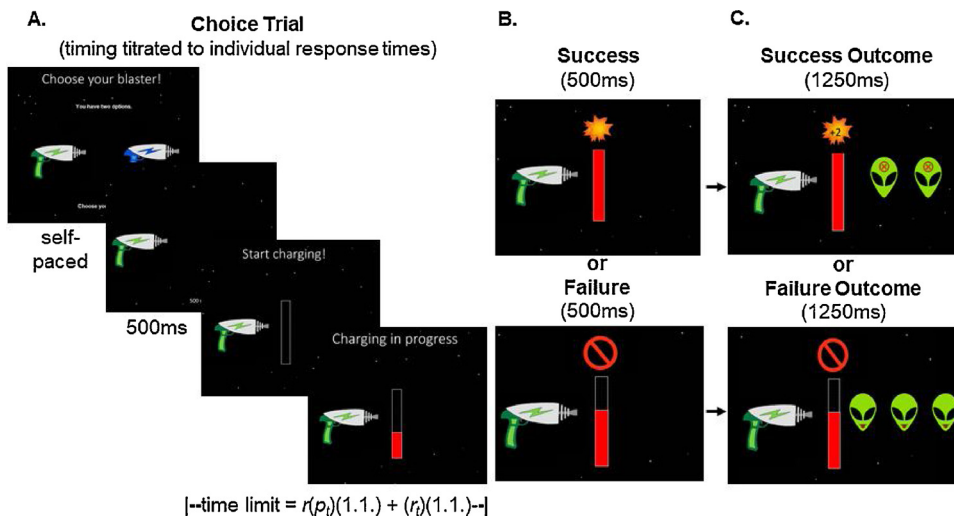 A.
Choice Trial
(timing titrated to individual response times)
Choose your blaster!
You have two options.
Choose
self-
paced
500ms
Start charging!
Charging in progress
|--time limit = r(pₜ)(1.1.) + (rₜ)(1.1.)--|
B.
Success
(500ms)
or
Failure
(500ms)
C.
Success Outcome
(1250ms)
+2
or
Failure Outcome
(1250ms)